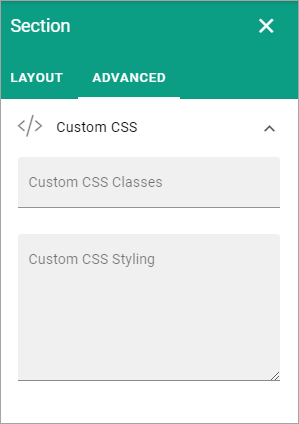 Section
LAYOUT ADVANCED
Custom CSS
Custom CSS Classes
Custom CSS Styling